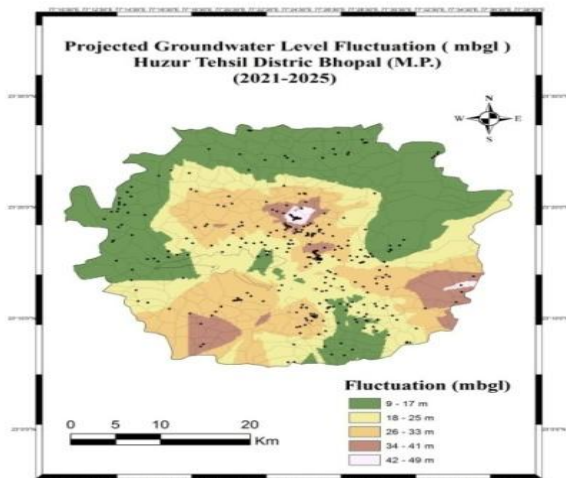 Projected Groundwater Level Fluctuation ( mbgl )
Huzur Tehsil Distric Bhopal (M.P.)
(2021-2025)
N
W E
S
Fluctuation (mbgl)
9 - 17 m
18 - 25 m
26 - 33 m
34 - 41 m
42 - 49 m
0 5 10 20
Km